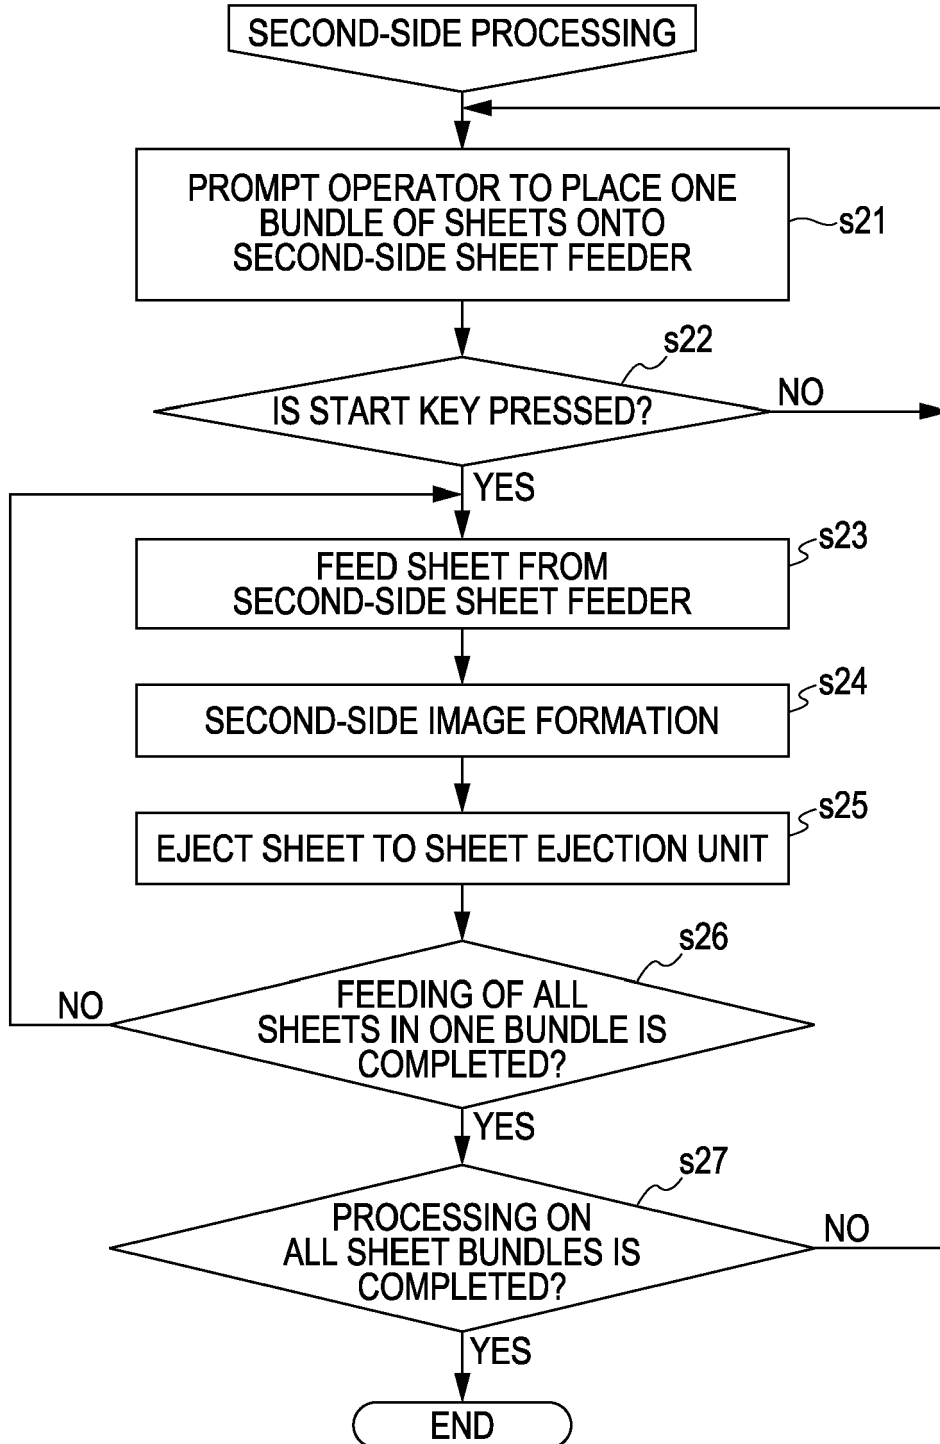 SECOND-SIDE PROCESSING
PROMPT OPERATOR TO PLACE ONE
BUNDLE OF SHEETS ONTO
SECOND-SIDE SHEET FEEDER
s21
s22
IS START KEY PRESSED?
NO
YES
s23
FEED SHEET FROM
SECOND-SIDE SHEET FEEDER
s24
SECOND-SIDE IMAGE FORMATION
s25
EJECT SHEET TO SHEET EJECTION UNIT
s26
NO
FEEDING OF ALL
SHEETS IN ONE BUNDLE IS
COMPLETED?
YES
s27
PROCESSING ON
ALL SHEET BUNDLES IS
COMPLETED?
NO
YES
END